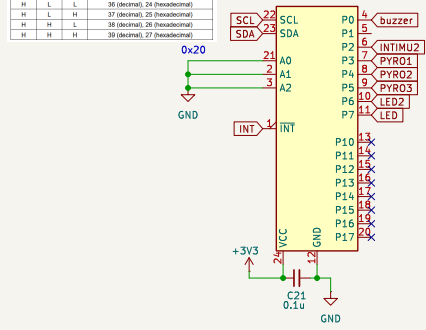 H L L 36 (decimal), 24 (hexadecimal)
H L H 37 (decimal), 25 (hexadecimal)
H H L 38 (decimal), 26 (hexadecimal)
H H H 39 (decimal), 27 (hexadecimal)
0x20
SCL 22 SCL P0 4 buzzer
SDA 23 SDA P1 5
P2 6 INTIMU2
21 A0 P3 7 PYRO1
2 A1 P4 8 PYRO2
3 A2 P5 9 PYRO3
P6 10 LED2
GND P7 11 LED
INT 1 INT
P10 13
P11 14
P12 15
P13 16
P14 17
P15 18
P16 19
P17 20
VCC GND
+3V3 24 12
C21
0.1u
GND